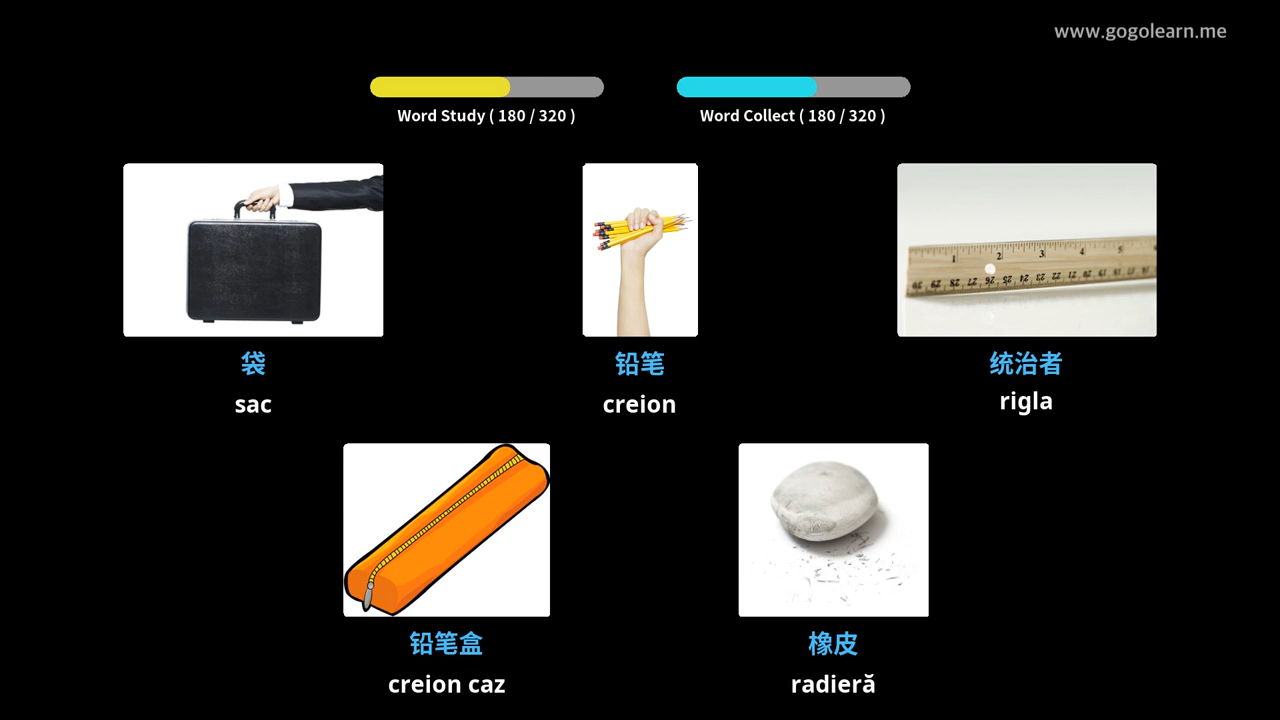 www.gogolearn.me
Word Study ( 180 / 320 )
Word Collect ( 180 / 320 )
袋
sac
铅笔
creion
统治者
rigla
铅笔盒
creion caz
橡皮
radieră